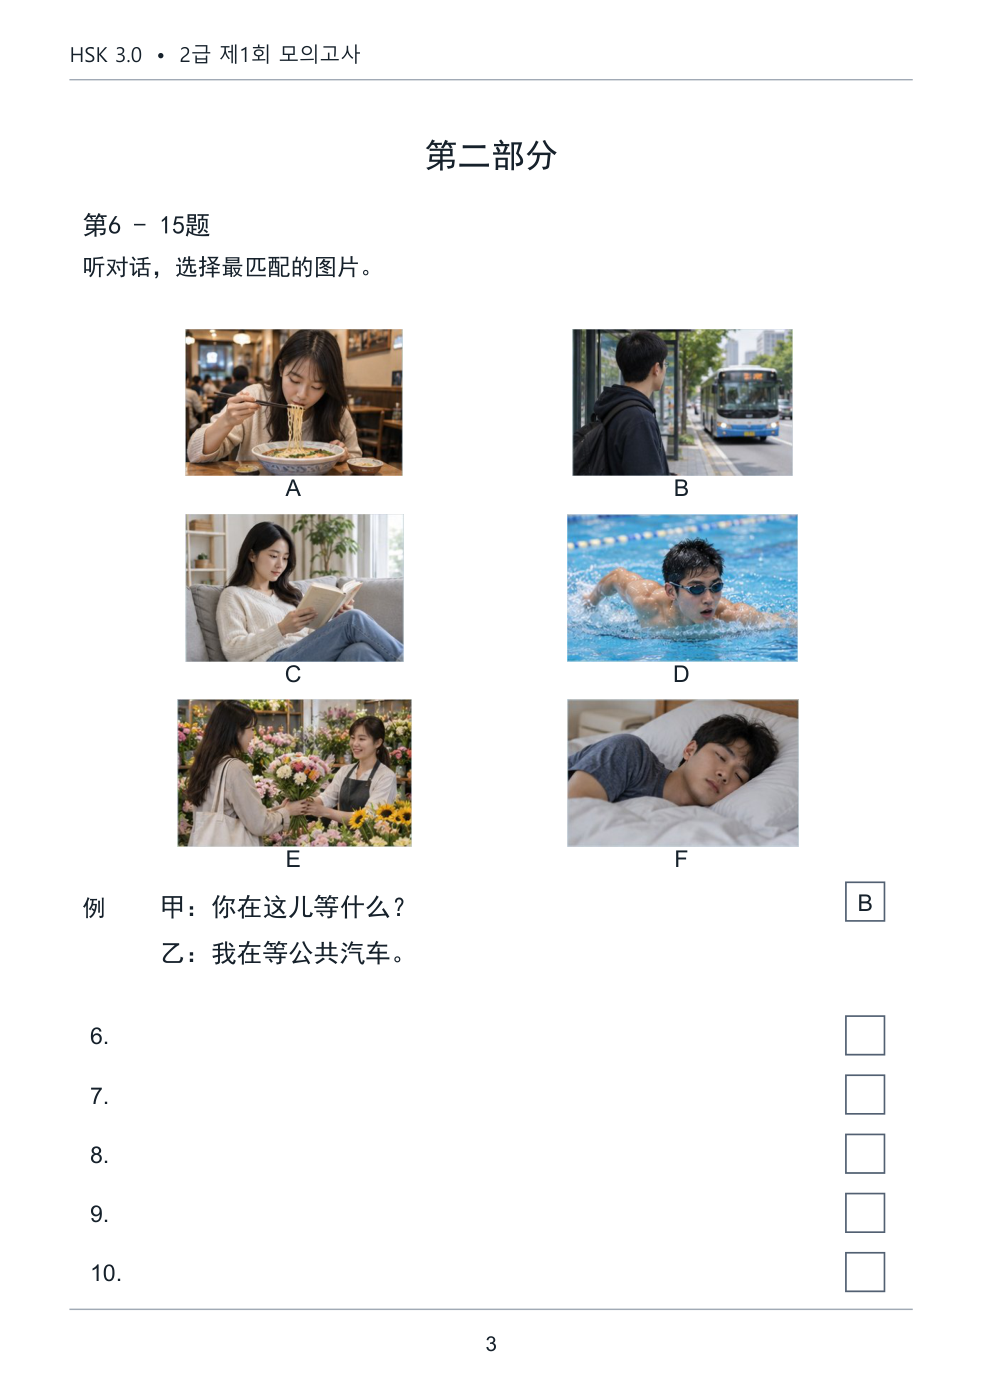 HSK 3.0 • 2급 제1회 모의고사
第二部分
第6 - 15题
听对话，选择最匹配的图片。
A
B
C
D
E
F
例 甲：你在这儿等什么？ B
乙：我在等公共汽车。
6.
7.
8.
9.
10.
3